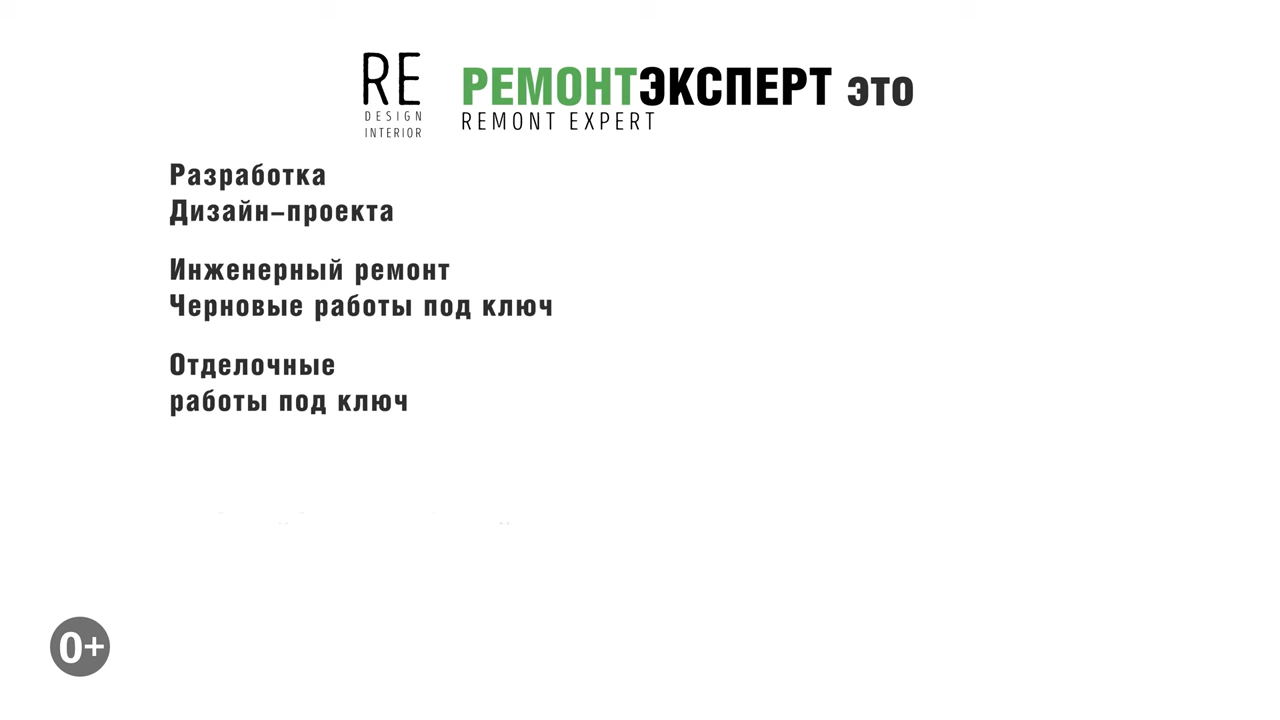 RE
DESIGN
INTERIOR
РЕМОНТЭКСПЕРТ это
REMONT EXPERT
Разработка
Дизайн–проекта
Инженерный ремонт
Черновые работы под ключ
Отделочные
работы под ключ
0+